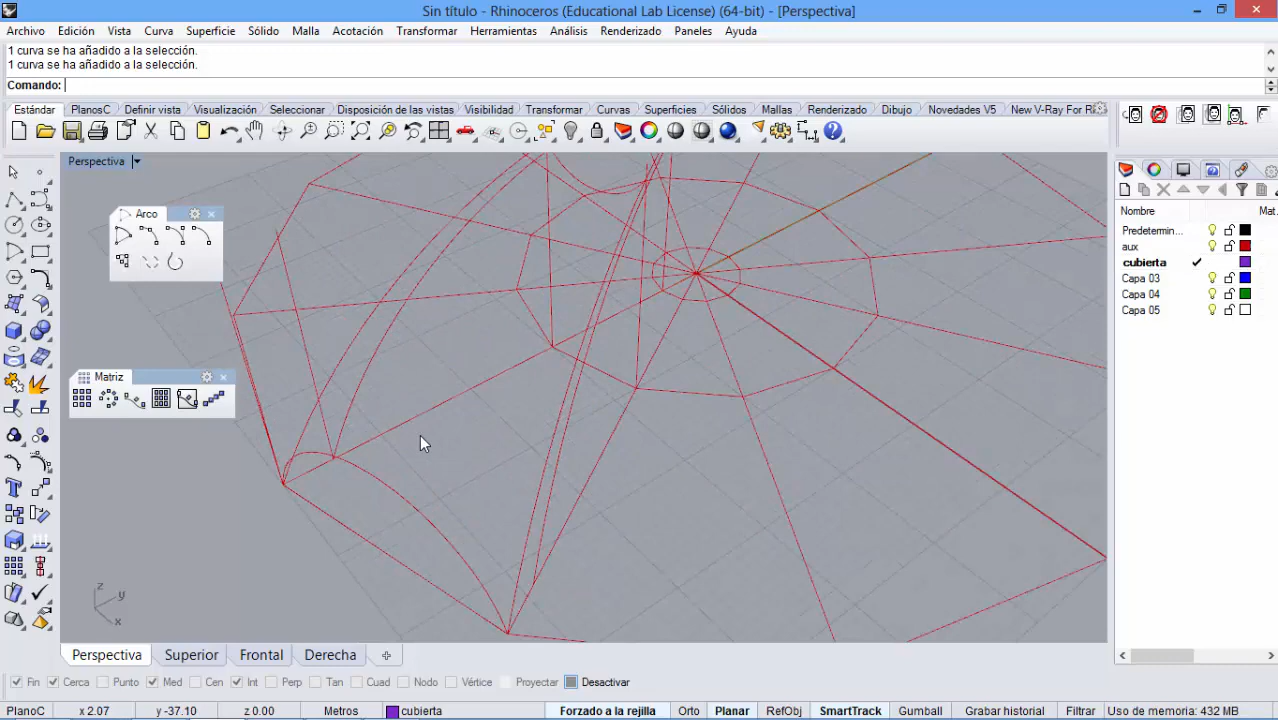 Sin título - Rhinoceros (Educational Lab License) (64-bit) - [Perspectiva]
Archivo Edición Vista Curva Superficie Sólido Malla Acotación Transformar Herramientas Análisis Renderizado Paneles Ayuda
1 curva se ha añadido a la selección.
1 curva se ha añadido a la selección.
Comando:
Estándar PlanosC Definir vista Visualización Seleccionar Disposición de las vistas Visibilidad Transformar Curvas Superficies Sólidos Mallas Renderizado Dibujo Novedades V5 New V-Ray For R
Perspectiva
Arco
Matriz
Nombre Mat.
Predetermin...
aux
cubierta
Capa 03
Capa 04
Capa 05
z
y
x
Perspectiva Superior Frontal Derecha
Fin Cerca Punto Med Cen Int Perp Tan Cuad Nodo Vértice Proyectar Desactivar
PlanoC x 2.07 y -37.10 z 0.00 Metros cubierta Forzado a la rejilla Orto Planar RefObj SmartTrack Gumball Grabar historial Filtrar Uso de memoria: 432 MB